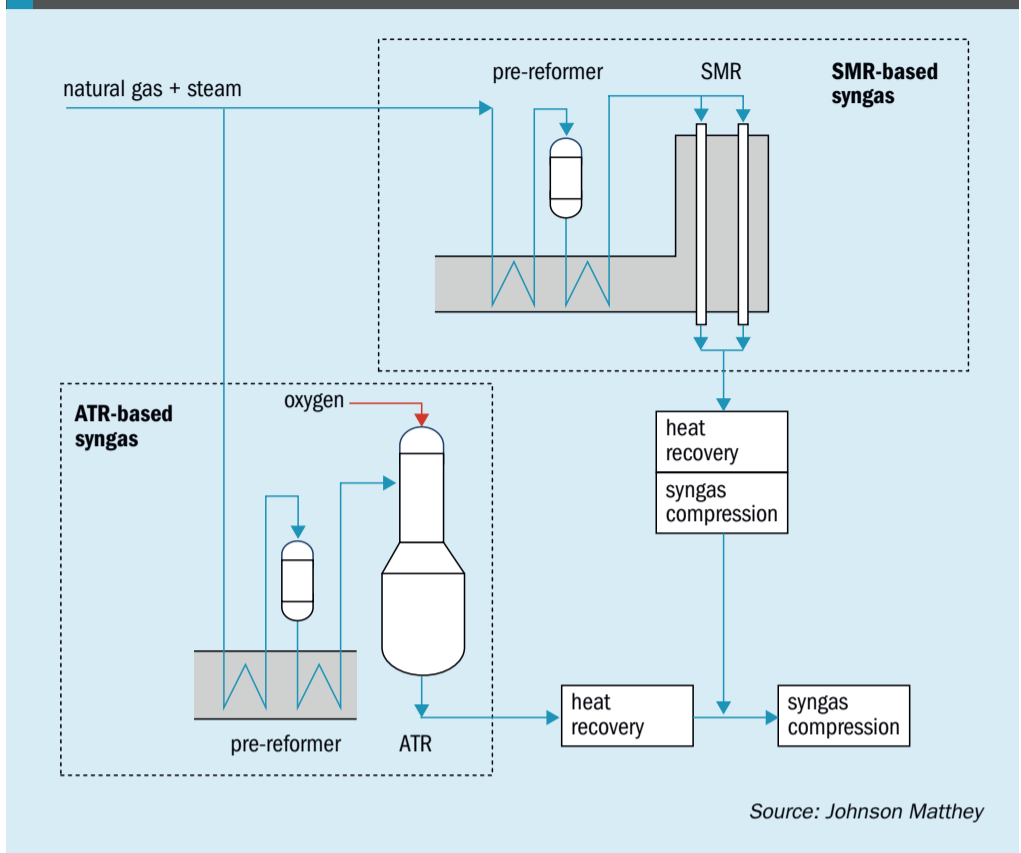 pre-reformer
SMR
SMR-based
syngas
natural gas + steam
ATR-based
syngas
oxygen
heat
recovery
syngas
compression
pre-reformer
ATR
heat
recovery
syngas
compression
Source: Johnson Matthey